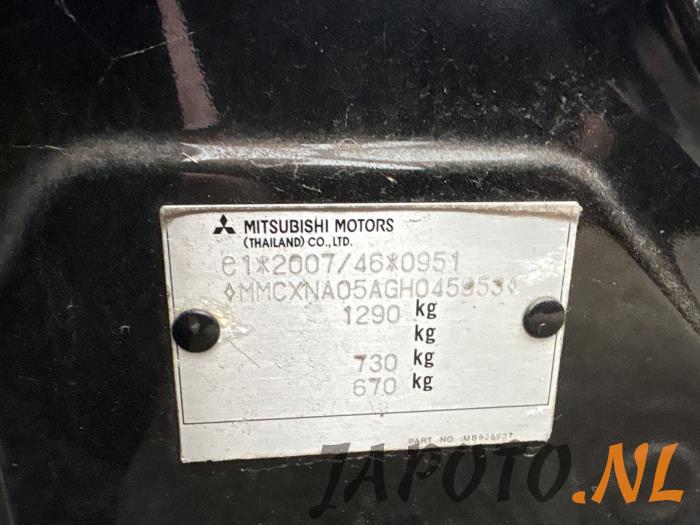 MITSUBISHI MOTORS
(THAILAND) CO., LTD.
e1*2007/46*0951
◊MMCXNA05AGH045953◊
1290 kg
kg
730 kg
670 kg
PART NO.
JAPOTO.NL